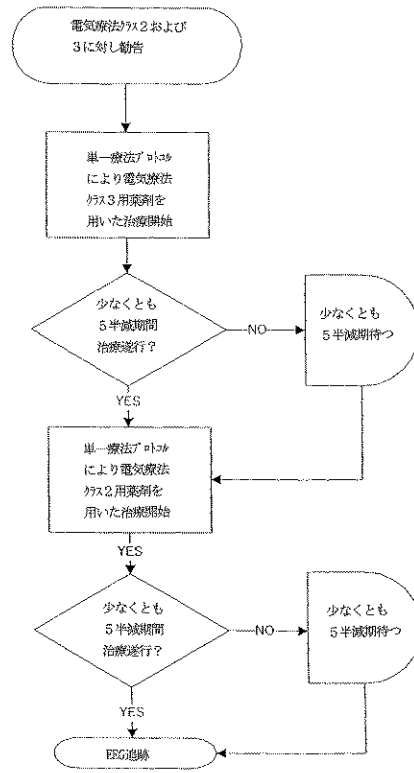 電気療法ｸﾗｽ２および
３に対し勧告
単一療法ﾌﾟﾛﾄｺﾙ
により電気療法
ｸﾗｽ３用薬剤を
用いた治療開始
少なくとも
５半減期間
治療遂行？
NO
少なくとも
５半減期待つ
YES
単一療法ﾌﾟﾛﾄｺﾙ
により電気療法
ｸﾗｽ２用薬剤を
用いた治療開始
YES
少なくとも
５半減期間
治療遂行？
NO
少なくとも
５半減期待つ
YES
EEG追跡